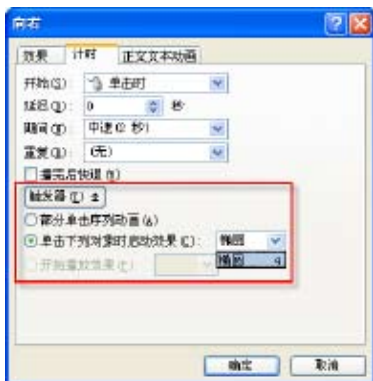 向右
效果 计时 正文文本动画
开始(S): 单击时
延迟(D): 0 秒
期间(O): 中速(2 秒)
重复(R): (无)
播完后快退(N)
触发器(T)
部分单击序列动画(A)
单击下列对象时启动效果(C): 椭圆
椭圆 4
开始播放效果(E)
确定 取消